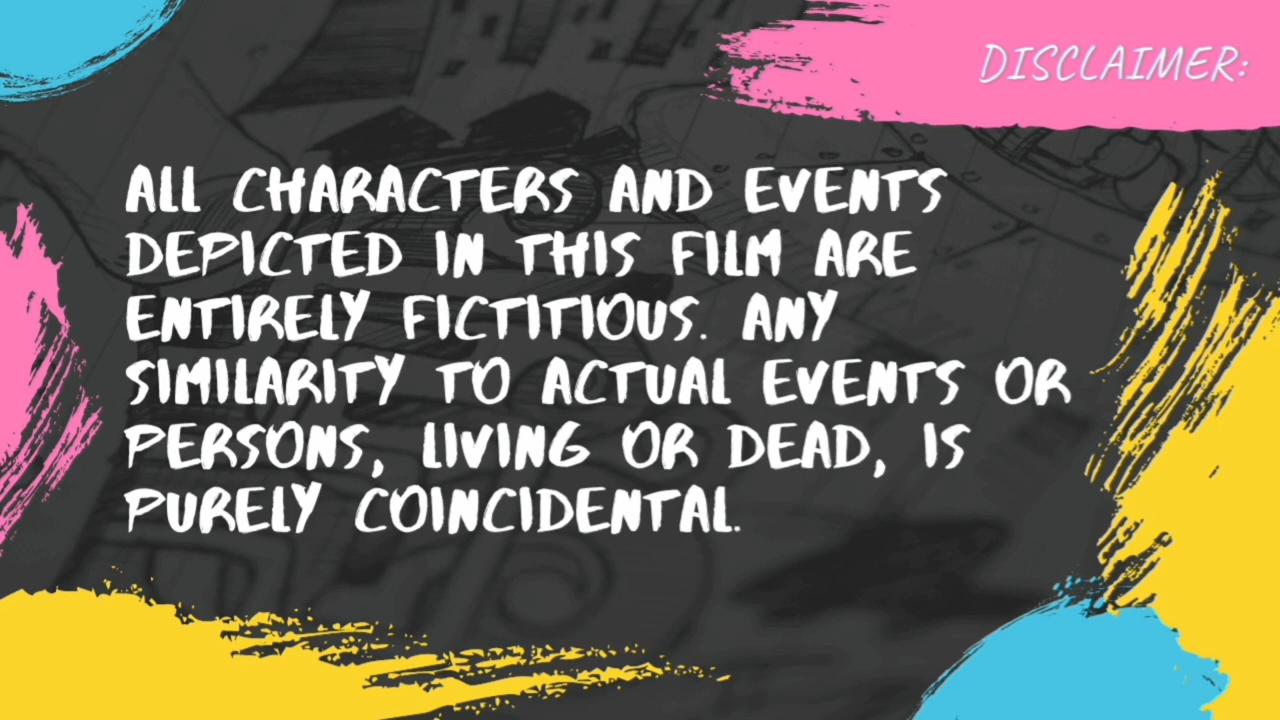 DISCLAIMER:
ALL CHARACTERS AND EVENTS
DEPICTED IN THIS FILM ARE
ENTIRELY FICTITIOUS. ANY
SIMILARITY TO ACTUAL EVENTS OR
PERSONS, LIVING OR DEAD, IS
PURELY COINCIDENTAL.